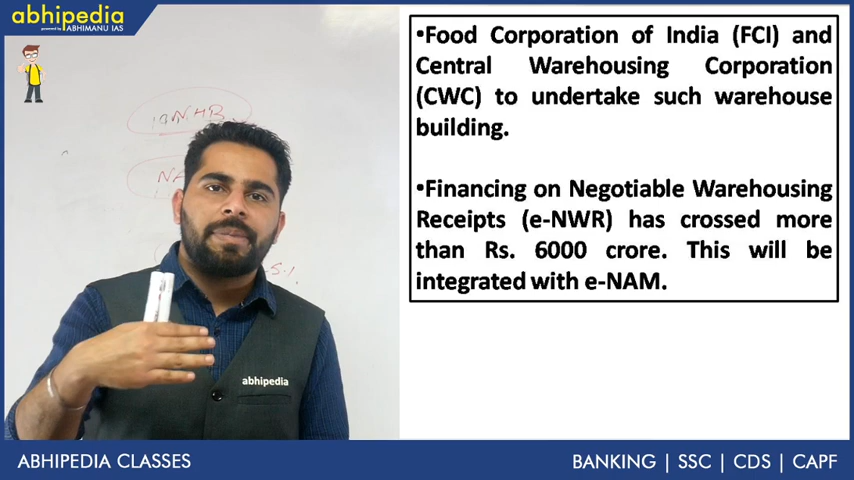 abhipedia
powered by ABHIMANU IAS
•Food Corporation of India (FCI) and
Central Warehousing Corporation
(CWC) to undertake such warehouse
building.
•Financing on Negotiable Warehousing
Receipts (e-NWR) has crossed more
than Rs. 6000 crore. This will be
integrated with e-NAM.
abhipedia
ABHIPEDIA CLASSES
BANKING | SSC | CDS | CAPF